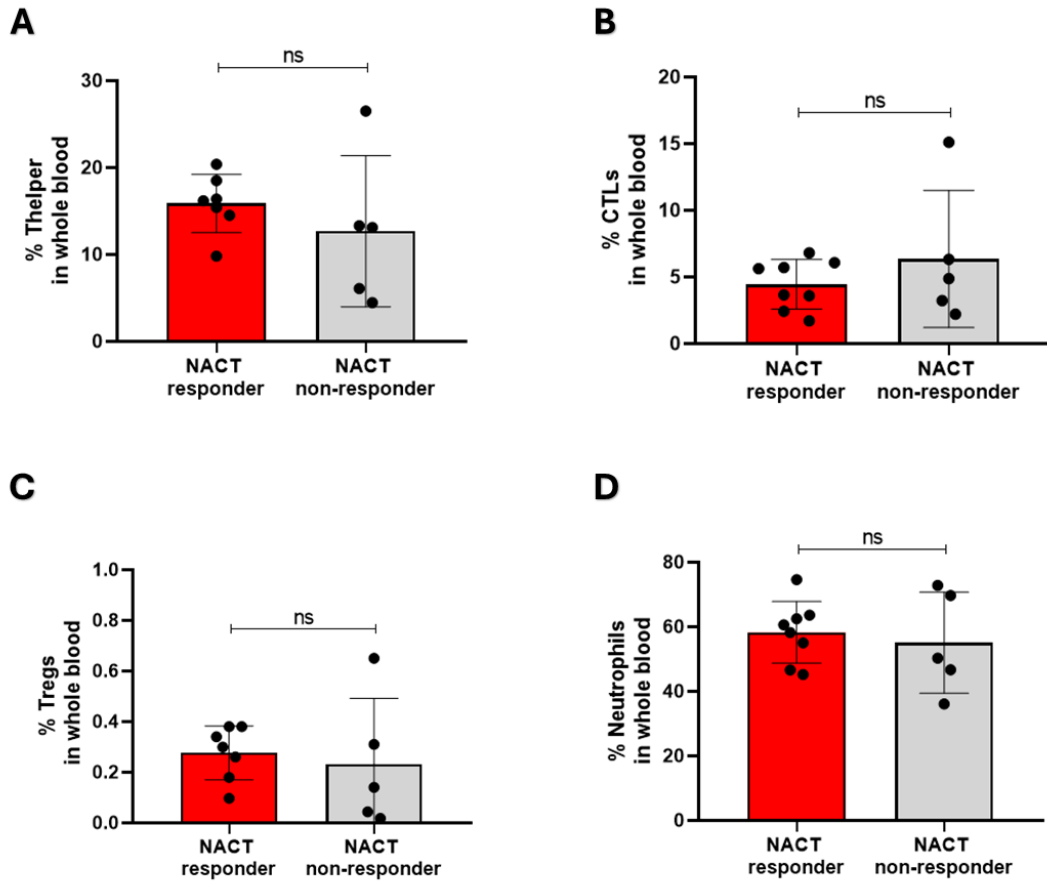 A
ns
30
20
10
0
% Thelper
in whole blood
NACT
responder
NACT
non-responder
B
ns
20
15
10
5
0
% CTLs
in whole blood
NACT
responder
NACT
non-responder
C
ns
1.0
0.8
0.6
0.4
0.2
0.0
% Tregs
in whole blood
NACT
responder
NACT
non-responder
D
ns
80
60
40
20
0
% Neutrophils
in whole blood
NACT
responder
NACT
non-responder